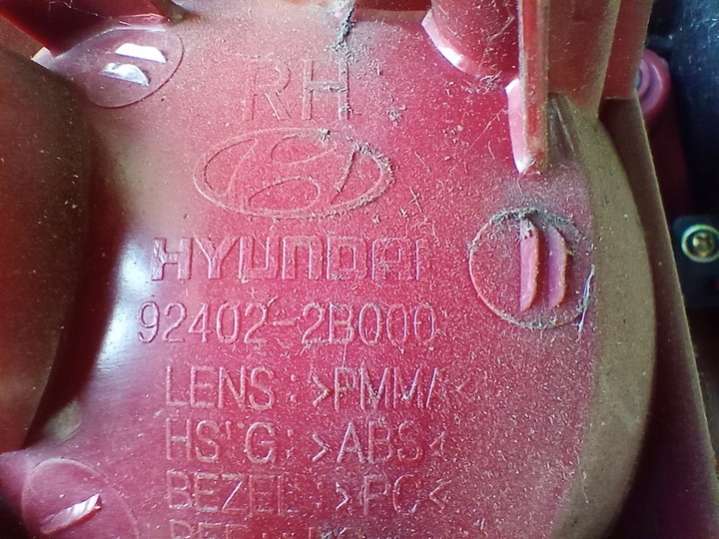 RH
HYUNDAI
92402-2B000
LENS : >PMMA<
HS'G : >ABS<
BEZEL : >PC<